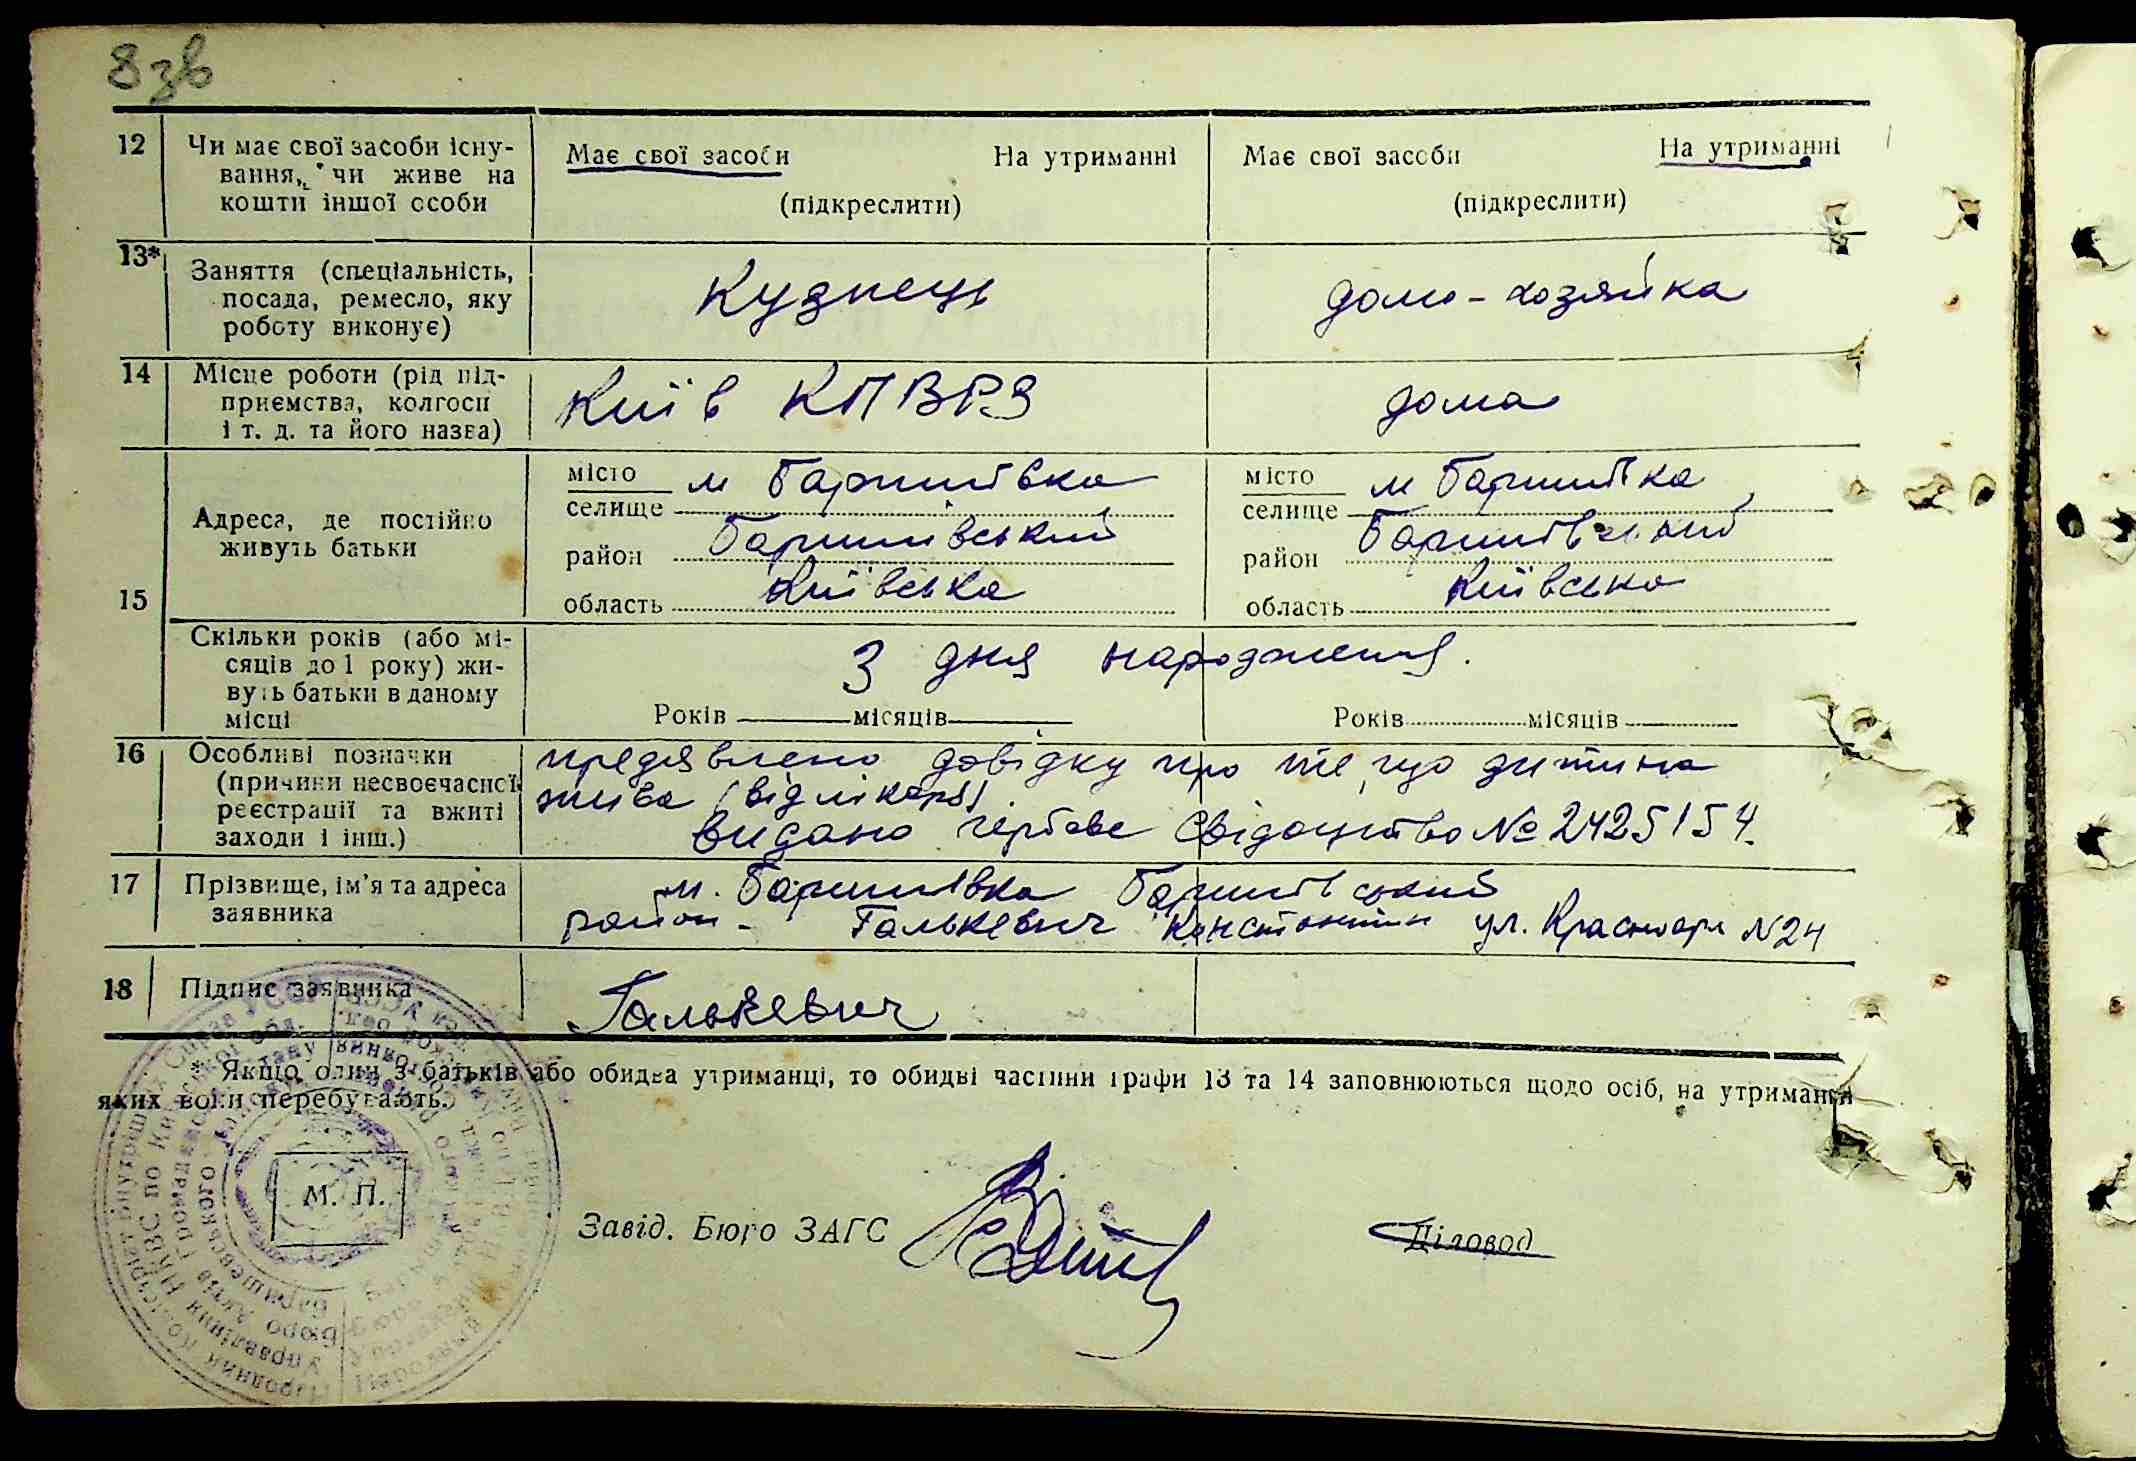 8зв
12 Чи має свої засоби існування, чи живе на кошти іншої особи
Має свої засоби На утриманні
(підкреслити)
Має свої засоби На утриманні
(підкреслити)
13* Заняття (спеціальність, посада, ремесло, яку роботу виконує)
Кузнець
домо-хозяйка
14 Місце роботи (рід підприємства, колгосп і т. д. та його назва)
Київ КПВРЗ
дома
15
Адреса, де постійно живуть батьки
місто
селище м Баришівка
район Баришівський
область Київська
місто
селище м Баришівка
район Баришівський
область Київська
Скільки років (або місяців до 1 року) живуть батьки в даному місці
З дня народження.
Років місяців
Років місяців
16 Особливі позначки (причини несвоєчасної реєстрації та вжиті заходи і інш.)
предявлено довідку про те, що дитина
жива (від лікаря)
видано гербове свідоцтво № 2425154.
17 Прізвище, ім'я та адреса заявника
м. Баришівка Баришівський
район - Галькевич Константин ул. Красноарм N24
18 Підпис заявника
Галькевич
* Якщо один з батьків або обидва утриманці, то обидві частини графи 13 та 14 заповнюються щодо осіб, на утриманні
яких вони перебувають.
М. П.
Завід. Бюро ЗАГС
Діловод